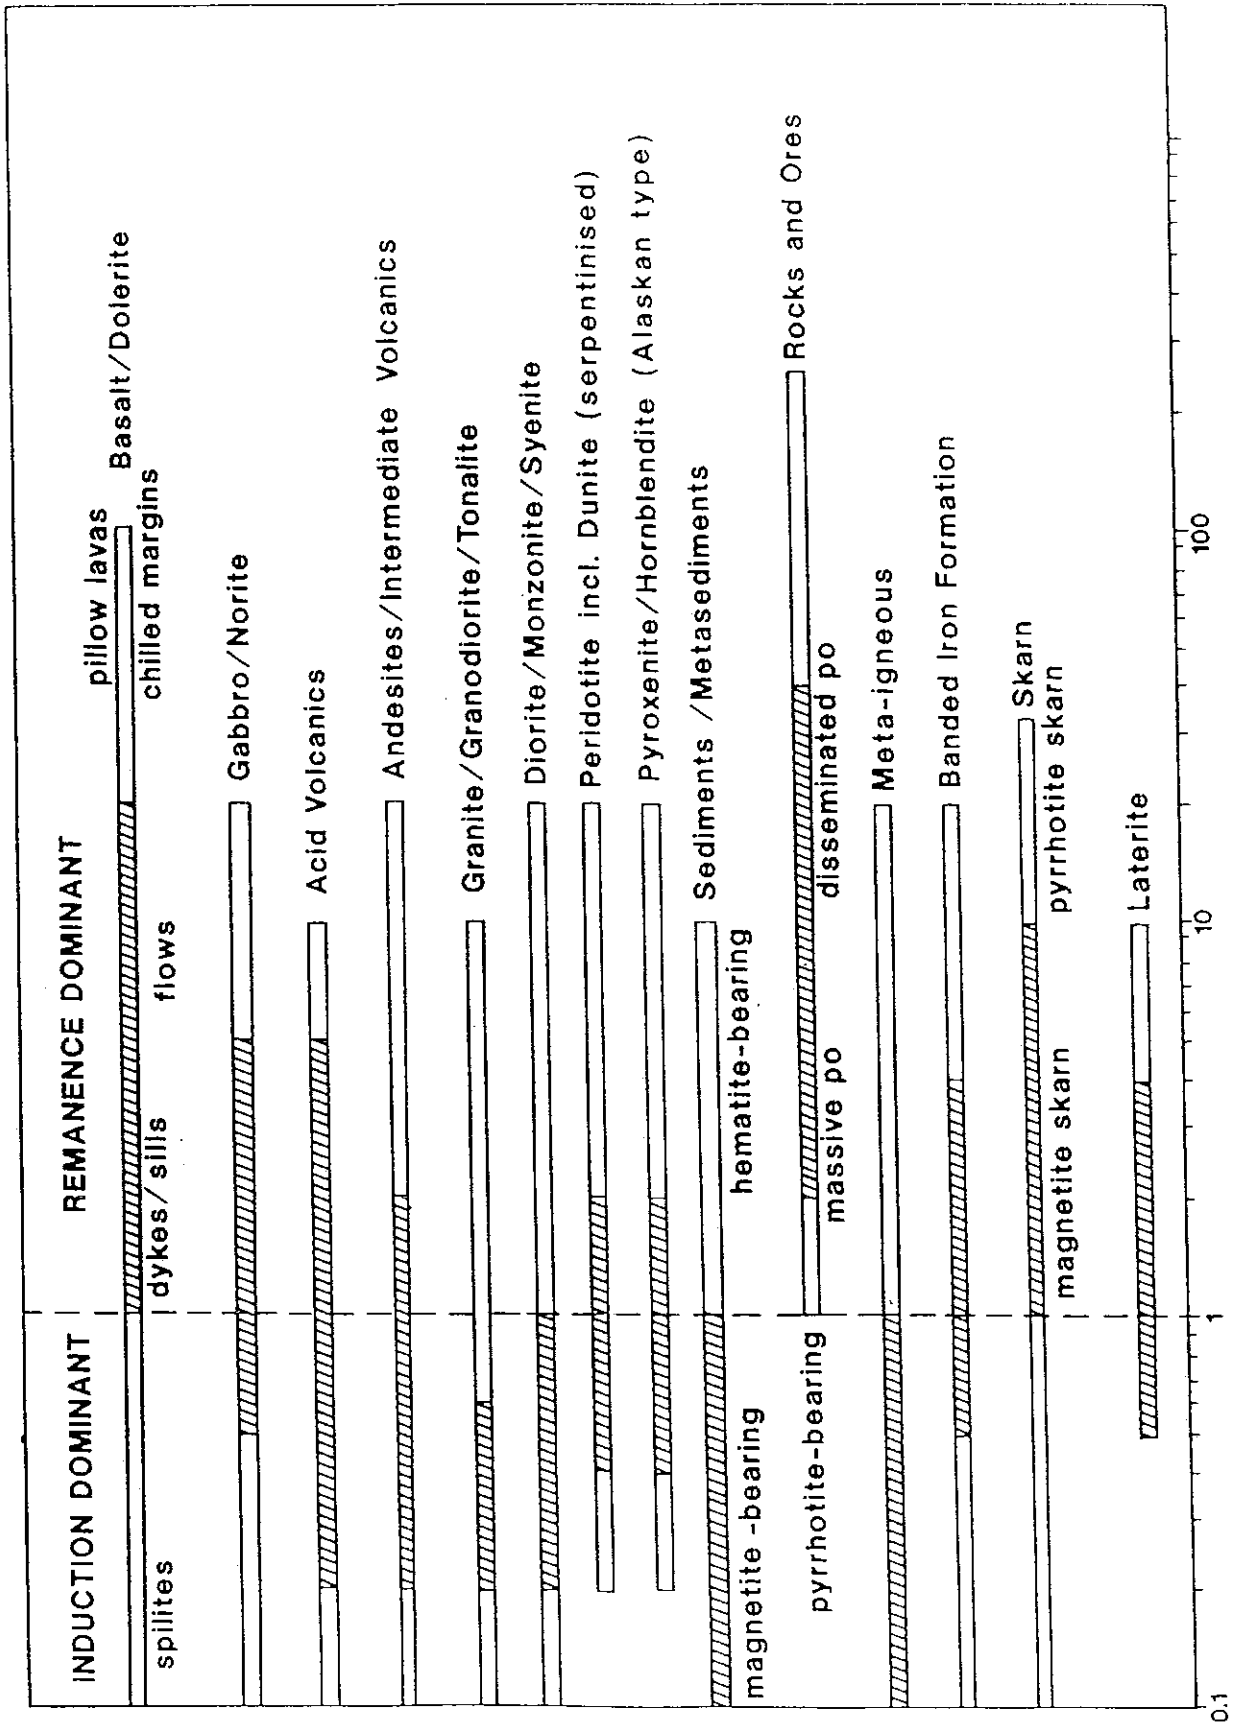 INDUCTION DOMINANT
REMANENCE DOMINANT
pillow lavas
Basalt/Dolerite
spilites
dykes/sills
flows
chilled margins
Gabbro/Norite
Acid Volcanics
Andesites/Intermediate Volcanics
Granite/Granodiorite/Tonalite
Diorite/Monzonite/Syenite
Peridotite incl. Dunite (serpentinised)
Pyroxenite/Hornblendite (Alaskan type)
Sediments /Metasediments
magnetite -bearing
hematite-bearing
Rocks and Ores
pyrrhotite-bearing
massive po
disseminated po
Meta-igneous
Banded Iron Formation
Skarn
magnetite skarn
pyrrhotite skarn
Laterite
0.1
1
10
100